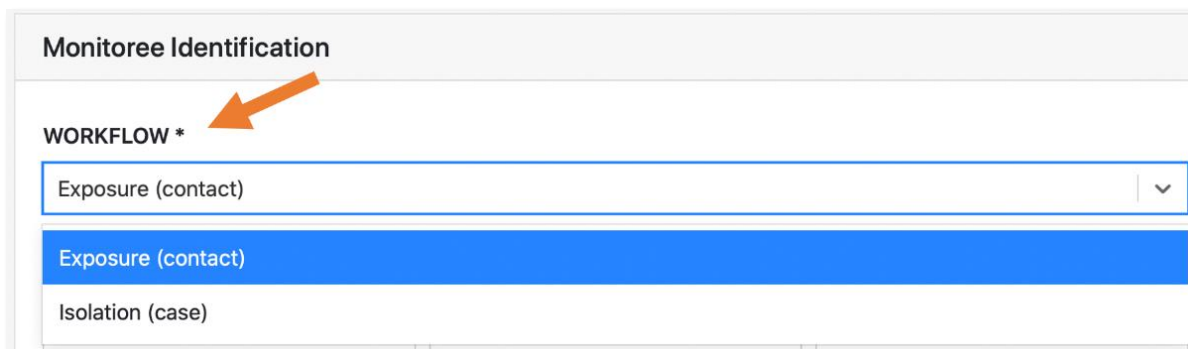 Monitoree Identification
WORKFLOW *
Exposure (contact)
Exposure (contact)
Isolation (case)